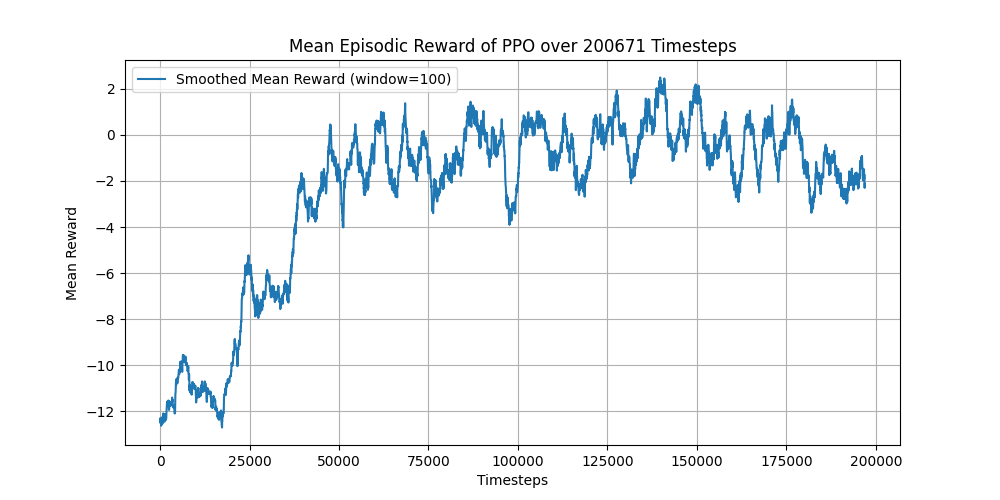 Mean Episodic Reward of PPO over 200671 Timesteps
Smoothed Mean Reward (window=100)
Mean Reward
2
0
−2
−4
−6
−8
−10
−12
0 25000 50000 75000 100000 125000 150000 175000 200000
Timesteps